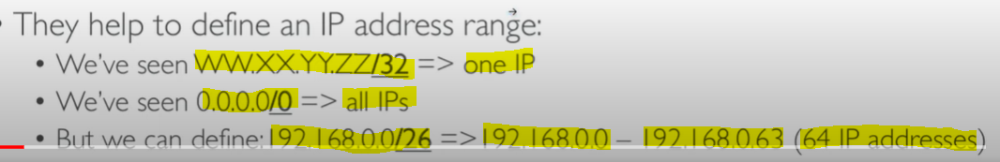 • They help to define an IP address range:
• We've seen WW.XX.YY.ZZ/32 => one IP
• We've seen 0.0.0.0/0 => all IPs
• But we can define: 192.168.0.0/26 => 192.168.0.0 – 192.168.0.63 (64 IP addresses)